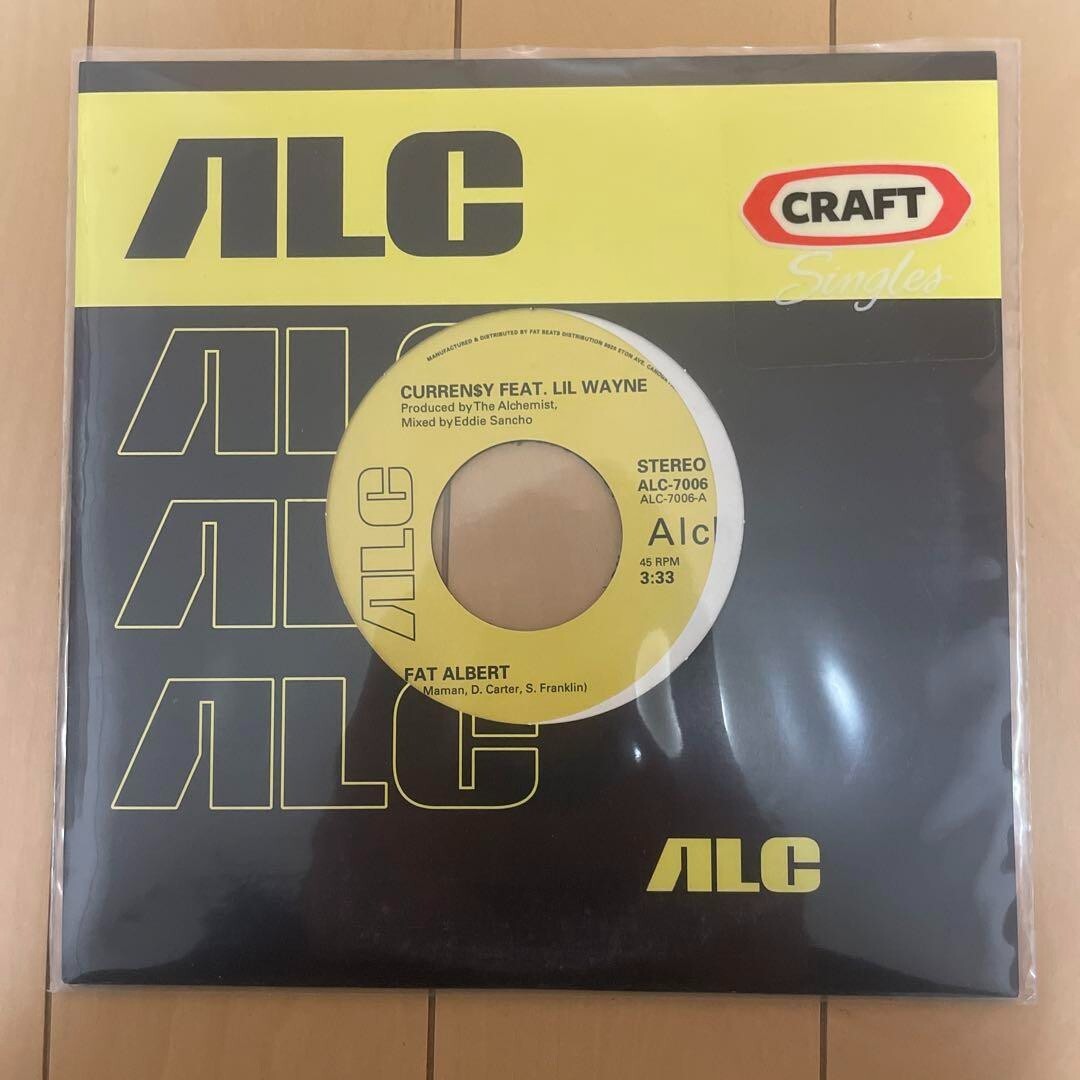 ALC
CRAFT
Singles
ALC
MANUFACTURED & DISTRIBUTED BY FAT BEATS DISTRIBUTION ETON AVE.
CURREN$Y FEAT. LIL WAYNE
Produced by The Alchemist,
Mixed by Eddie Sancho
STEREO
ALC-7006
ALC-7006-A
Alc
45 RPM
3:33
ALC
ALC
FAT ALBERT
Maman, D. Carter, S. Franklin)
ALC
ALC